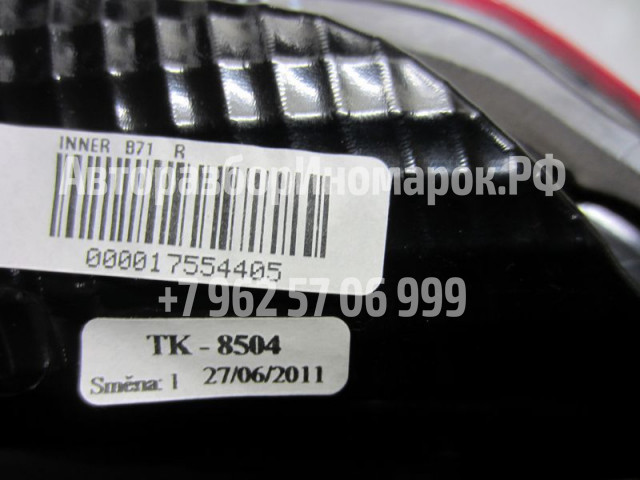 INNER B71 R
АвторазборИномарок.РФ
000017554405
+7 962 57 06 999
TK - 8504
Směna: 1 27/06/2011